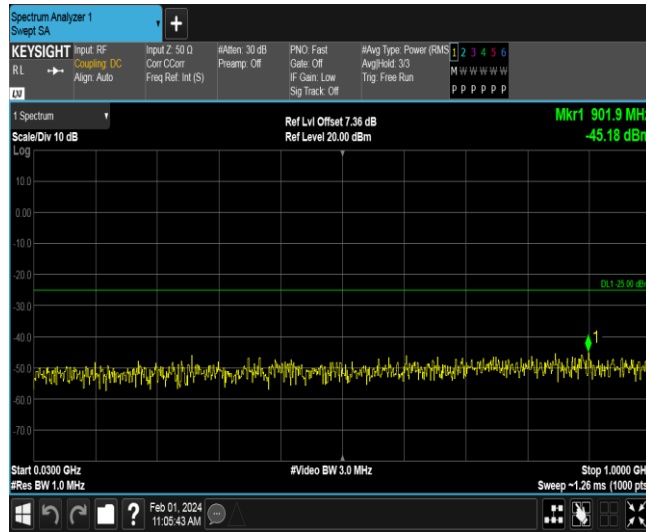 Spectrum Analyzer 1
Swept SA
+
KEYSIGHT
RL
LXI
Input: RF
Coupling: DC
Align: Auto
Input Z: 50 Ω
Corr CCorr
Freq Ref: Int (S)
#Atten: 30 dB
Preamp: Off
PNO: Fast
Gate: Off
IF Gain: Low
Sig Track: Off
#Avg Type: Power (RMS
Avg|Hold: 3/3
Trig: Free Run
1 2 3 4 5 6
M W W W W W
P P P P P P
1 Spectrum
Scale/Div 10 dB
Log
Ref Lvl Offset 7.36 dB
Ref Level 20.00 dBm
Mkr1 901.9 MHz
-45.18 dBm
10.0
0.00
-10.0
-20.0
DL1 -25.00 dBm
-30.0
-40.0
1
-50.0
-60.0
-70.0
Start 0.0300 GHz
#Res BW 1.0 MHz
#Video BW 3.0 MHz
Stop 1.0000 GHz
Sweep ~1.26 ms (1000 pts
?
Feb 01, 2024
11:05:43 AM